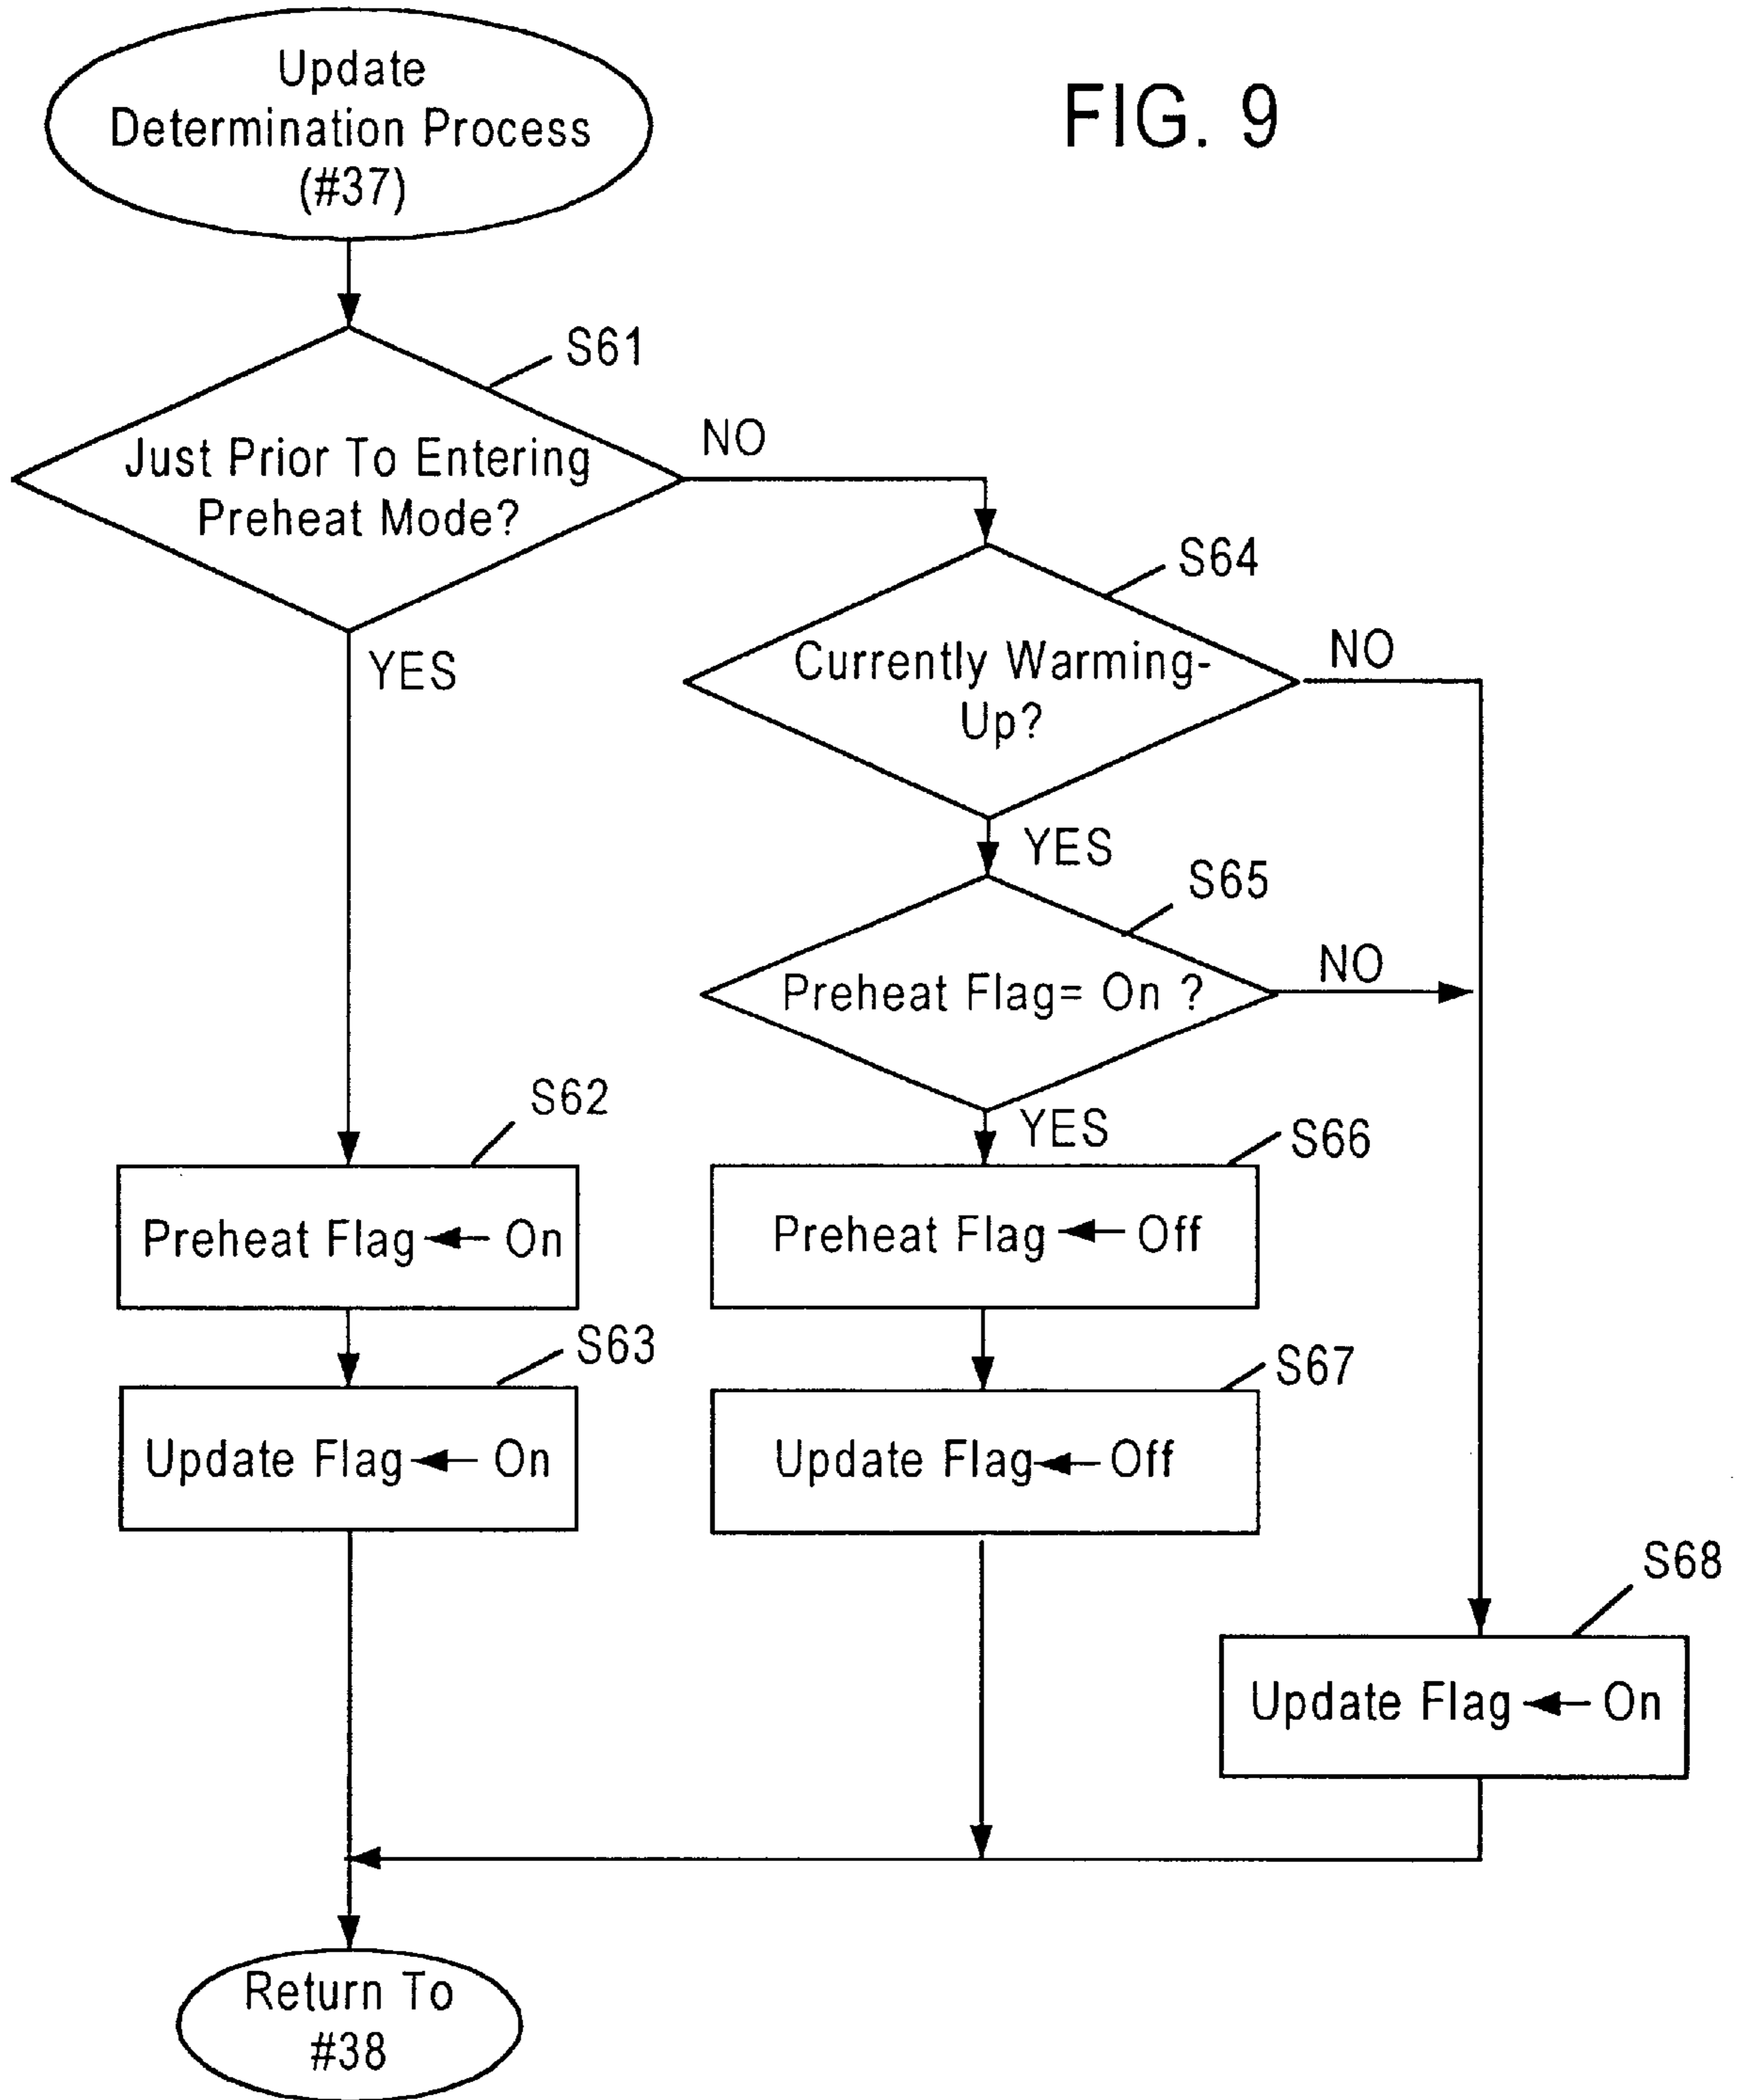 FIG. 9
Update
Determination Process
(#37)
S61
Just Prior To Entering
Preheat Mode?
NO
YES
S64
Currently Warming-
Up?
NO
YES
S65
Preheat Flag= On ?
NO
YES
S62
Preheat Flag ← On
S63
Update Flag ← On
S66
Preheat Flag ← Off
S67
Update Flag ← Off
S68
Update Flag ← On
Return To
#38